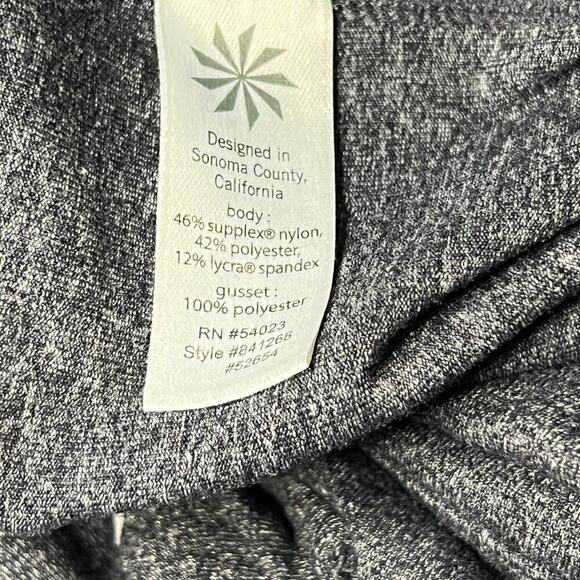 Designed in
Sonoma County,
California
body :
46% supplex® nylon,
42% polyester,
12% lycra® spandex
gusset :
100% polyester
RN #54023
Style #841268
#52654